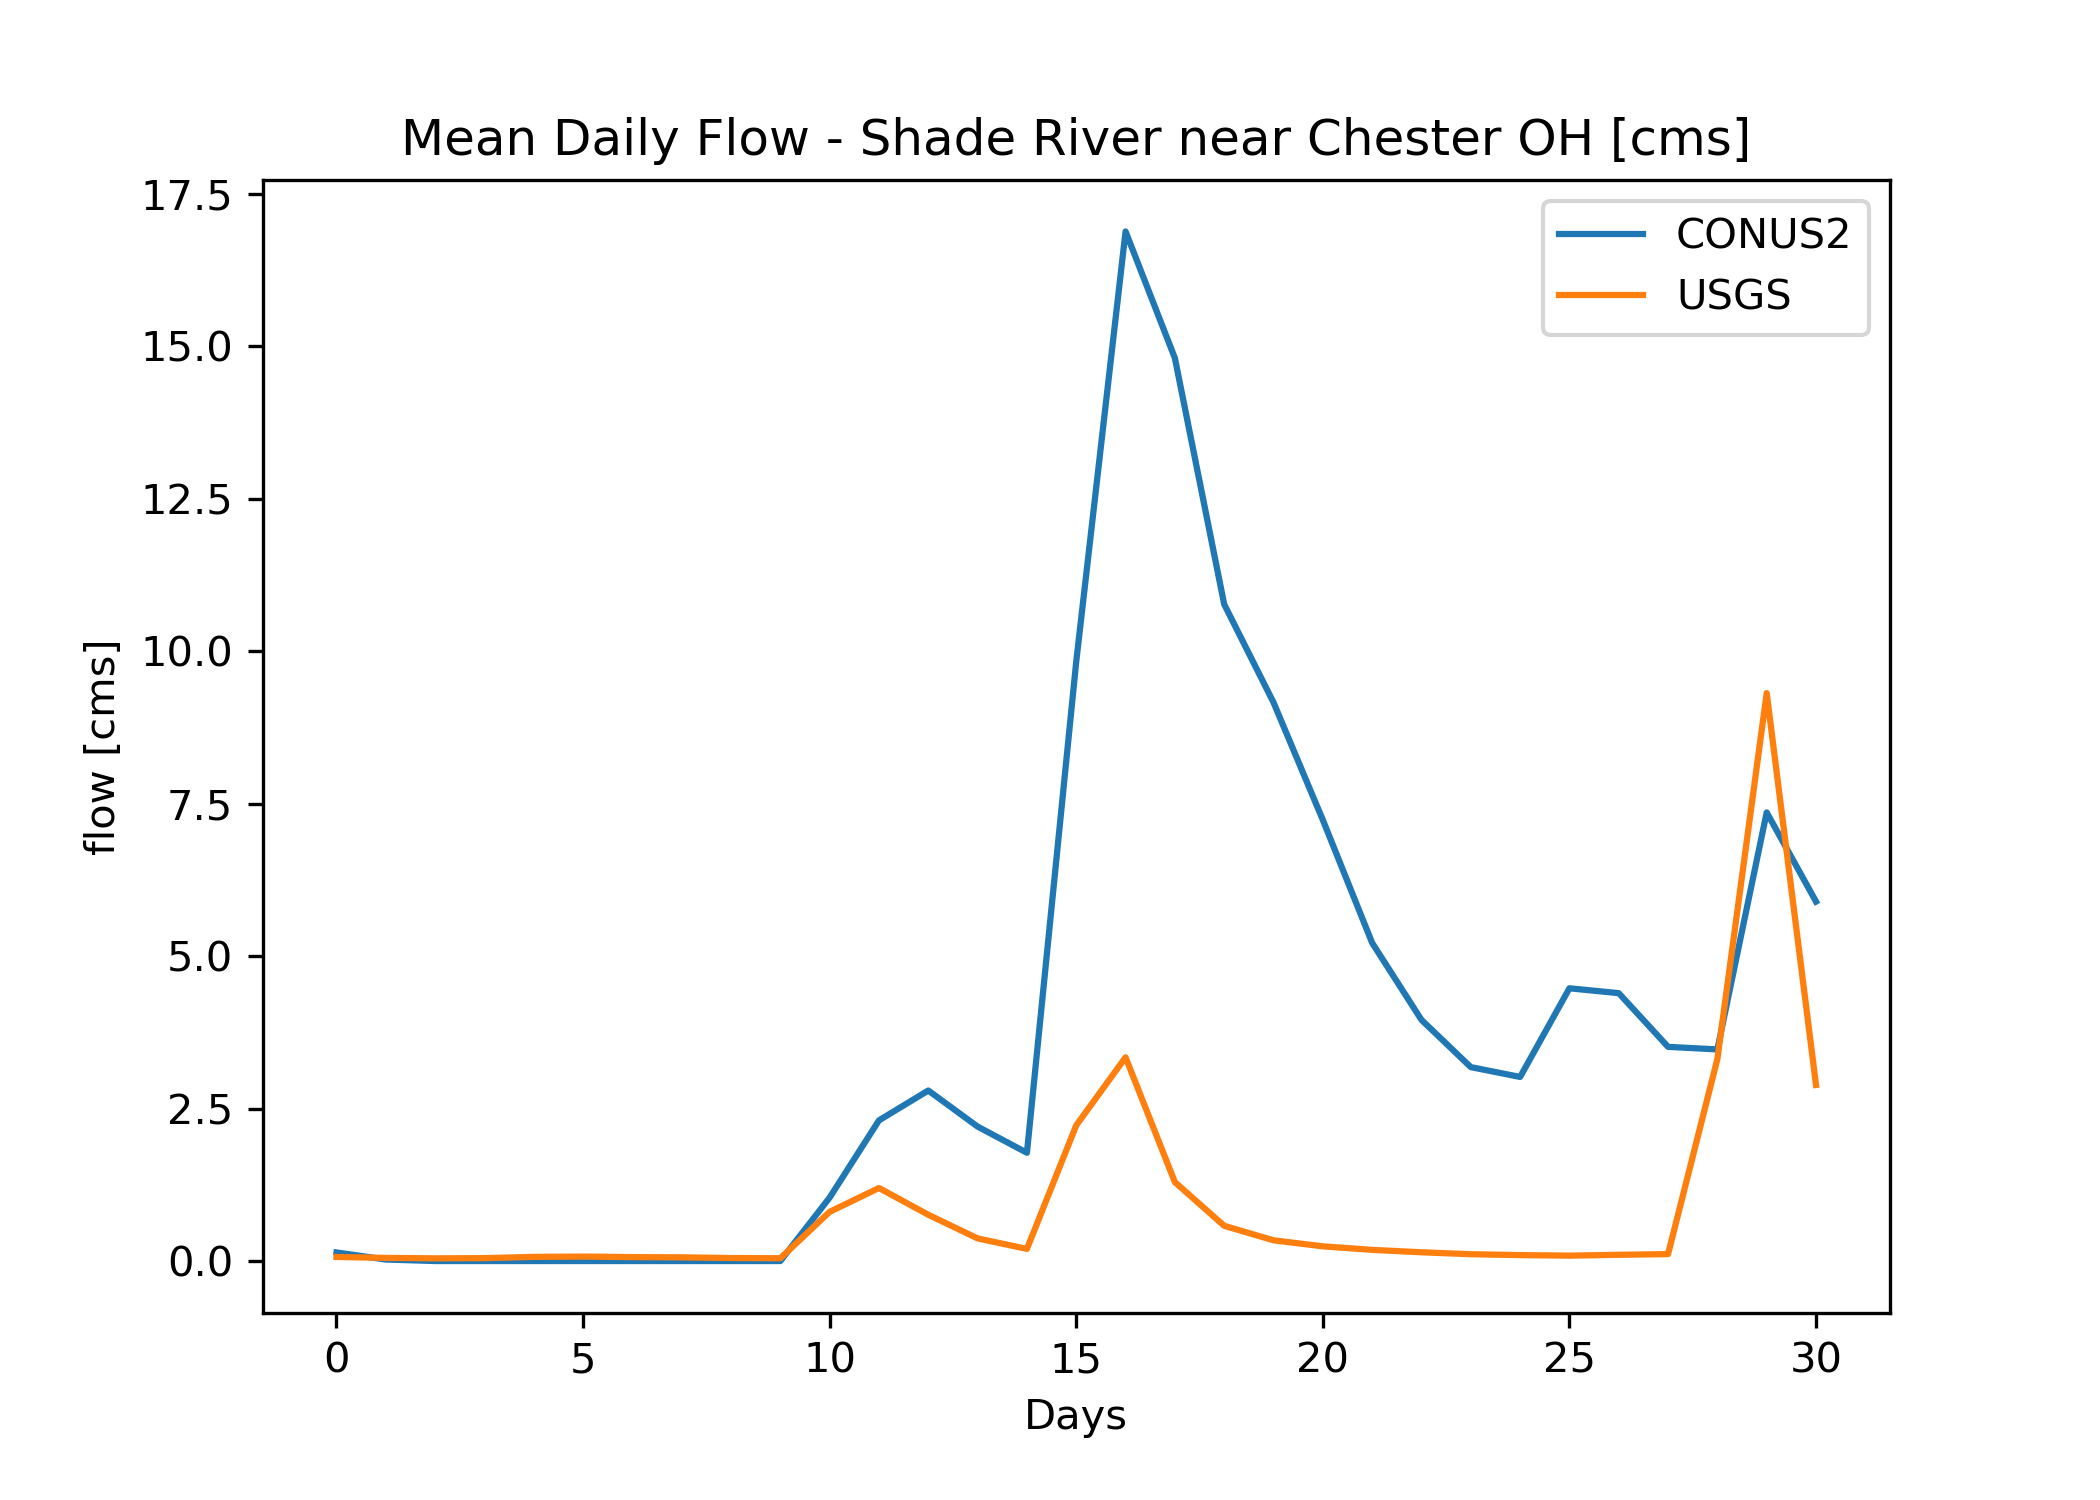 Mean Daily Flow - Shade River near Chester OH [cms]
17.5
15.0
12.5
10.0
7.5
5.0
2.5
0.0
flow [cms]
CONUS2
USGS
0 5 10 15 20 25 30
Days